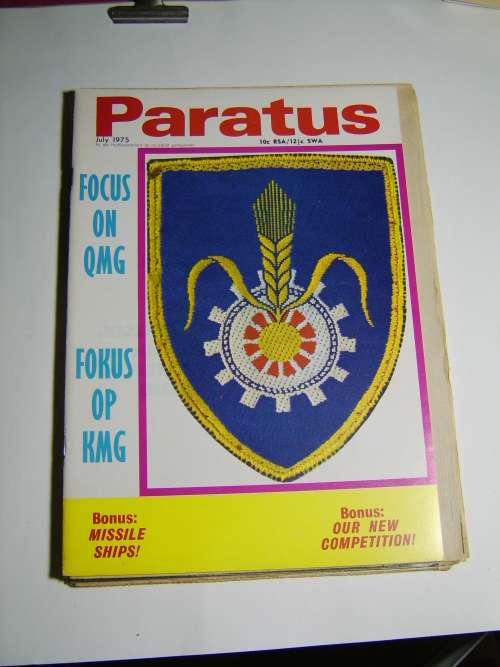 Paratus
July 1975
10c RSA/12½c SWA
FOCUS
ON
QMG
FOKUS
OP
KMG
Bonus:
MISSILE
SHIPS!
Bonus:
OUR NEW
COMPETITION!